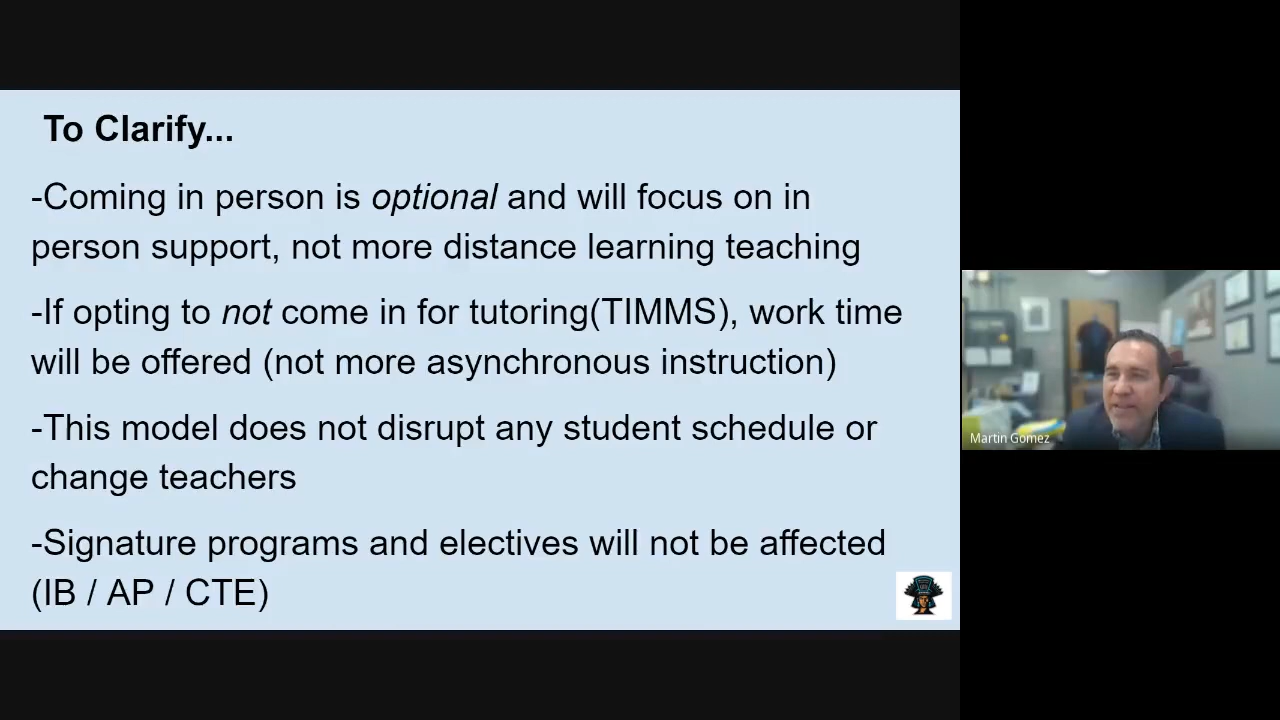 To Clarify...
-Coming in person is optional and will focus on in
person support, not more distance learning teaching
-If opting to not come in for tutoring(TIMMS), work time
will be offered (not more asynchronous instruction)
-This model does not disrupt any student schedule or
change teachers
-Signature programs and electives will not be affected
(IB / AP / CTE)
Martin Gomez